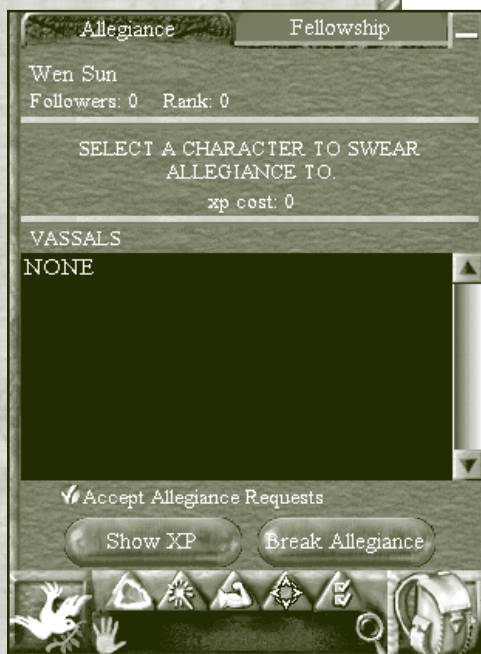 Allegiance Fellowship
Wen Sun
Followers: 0 Rank: 0
SELECT A CHARACTER TO SWEAR
ALLEGIANCE TO.
xp cost: 0
VASSALS
NONE
Accept Allegiance Requests
Show XP Break Allegiance